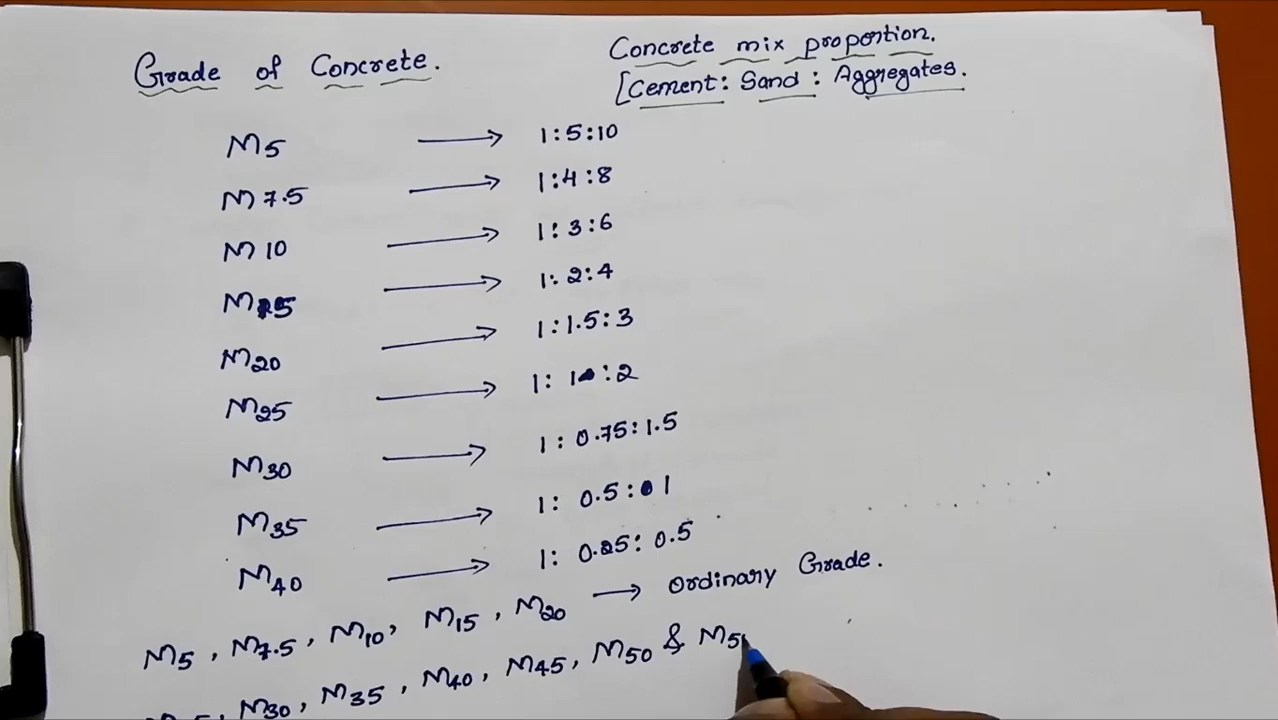 Grade of Concrete.
Concrete mix proportion.
[Cement : Sand : Aggregates.
M5 → 1:5:10
M7.5 → 1:4:8
M10 → 1:3:6
M15 → 1:2:4
M20 → 1:1.5:3
M25 → 1:1:2
M30 → 1:0.75:1.5
M35 → 1:0.5:1
M40 → 1:0.25:0.5
M5, M7.5, M10, M15, M20 → Ordinary Grade.
M30, M35, M40, M45, M50 & M5